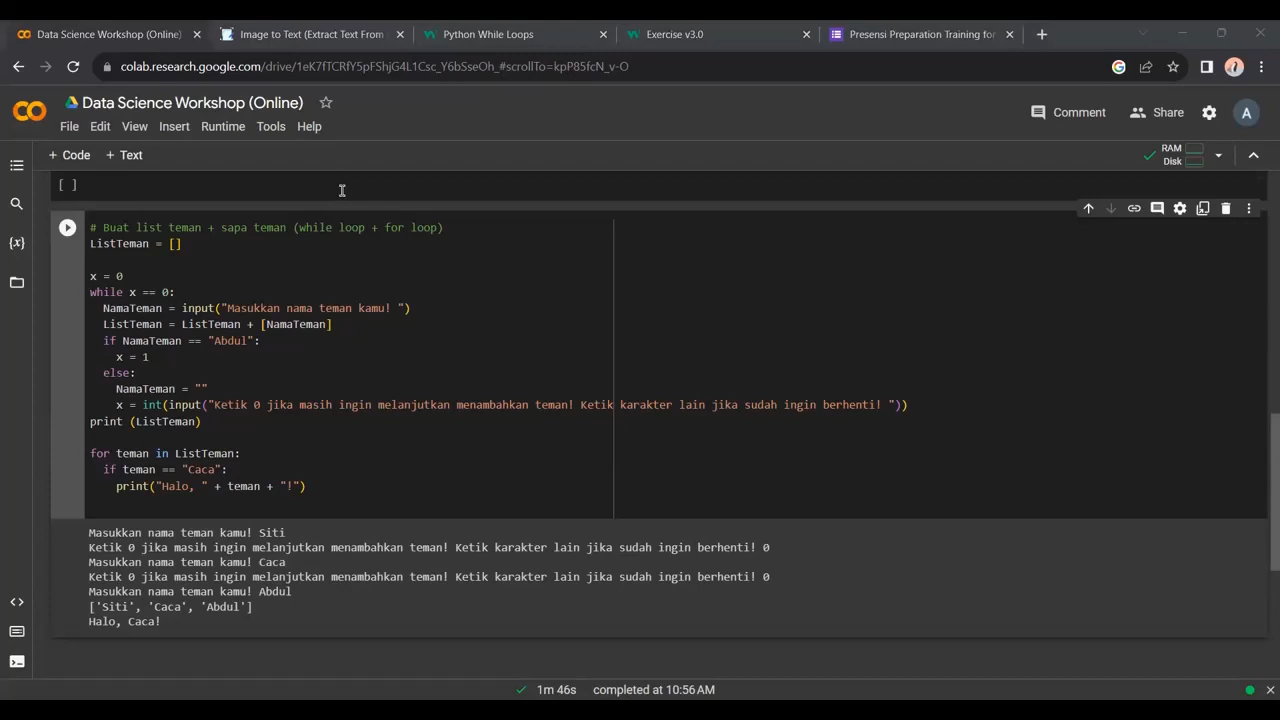 Data Science Workshop (Online)
Image to Text (Extract Text From
Python While Loops
Exercise v3.0
Presensi Preparation Training for
colab.research.google.com/drive/1eK7fTCRfY5pFShjG4L1Csc_Y6bSseOh_#scrollTo=kpP85fcN_v-O
Data Science Workshop (Online)
Comment
Share
A
File Edit View Insert Runtime Tools Help
+ Code + Text
RAM
Disk
[ ]
# Buat list teman + sapa teman (while loop + for loop)
ListTeman = []
x = 0
while x == 0:
  NamaTeman = input("Masukkan nama teman kamu! ")
  ListTeman = ListTeman + [NamaTeman]
  if NamaTeman == "Abdul":
    x = 1
  else:
    NamaTeman = ""
    x = int(input("Ketik 0 jika masih ingin melanjutkan menambahkan teman! Ketik karakter lain jika sudah ingin berhenti! "))
print (ListTeman)
for teman in ListTeman:
  if teman == "Caca":
    print("Halo, " + teman + "!")
Masukkan nama teman kamu! Siti
Ketik 0 jika masih ingin melanjutkan menambahkan teman! Ketik karakter lain jika sudah ingin berhenti! 0
Masukkan nama teman kamu! Caca
Ketik 0 jika masih ingin melanjutkan menambahkan teman! Ketik karakter lain jika sudah ingin berhenti! 0
Masukkan nama teman kamu! Abdul
['Siti', 'Caca', 'Abdul']
Halo, Caca!
1m 46s completed at 10:56 AM